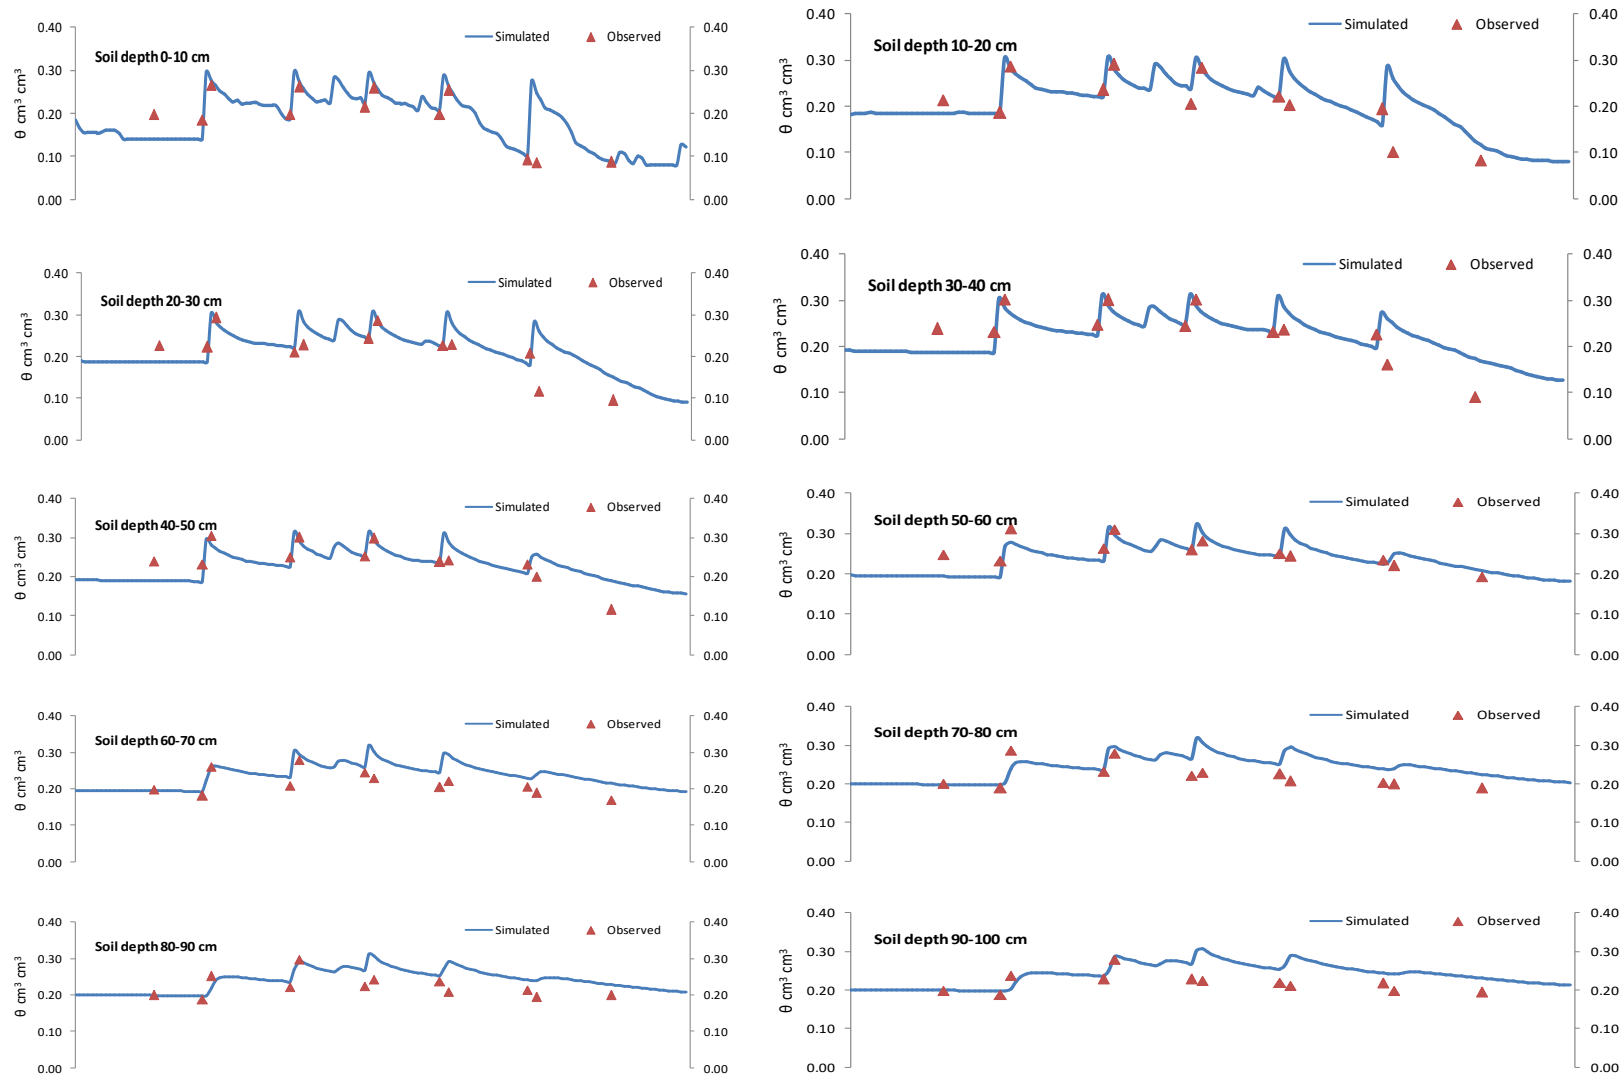 Soil depth 0-10 cm
Simulated
Observed
θ cm³ cm³
0.40
0.30
0.20
0.10
0.00
0.40
0.30
0.20
0.10
0.00
Soil depth 10-20 cm
Simulated
Observed
θ cm³ cm³
0.40
0.30
0.20
0.10
0.00
0.40
0.30
0.20
0.10
0.00
Soil depth 20-30 cm
Simulated
Observed
θ cm³ cm³
0.40
0.30
0.20
0.10
0.00
0.40
0.30
0.20
0.10
0.00
Soil depth 30-40 cm
Simulated
Observed
θ cm³ cm³
0.40
0.30
0.20
0.10
0.00
0.40
0.30
0.20
0.10
0.00
Soil depth 40-50 cm
Simulated
Observed
θ cm³ cm³
0.40
0.30
0.20
0.10
0.00
0.40
0.30
0.20
0.10
0.00
Soil depth 50-60 cm
Simulated
Observed
θ cm³ cm³
0.40
0.30
0.20
0.10
0.00
0.40
0.30
0.20
0.10
0.00
Soil depth 60-70 cm
Simulated
Observed
θ cm³ cm³
0.40
0.30
0.20
0.10
0.00
0.40
0.30
0.20
0.10
0.00
Soil depth 70-80 cm
Simulated
Observed
θ cm³ cm³
0.40
0.30
0.20
0.10
0.00
0.40
0.30
0.20
0.10
0.00
Soil depth 80-90 cm
Simulated
Observed
θ cm³ cm³
0.40
0.30
0.20
0.10
0.00
0.40
0.30
0.20
0.10
0.00
Soil depth 90-100 cm
Simulated
Observed
θ cm³ cm³
0.40
0.30
0.20
0.10
0.00
0.40
0.30
0.20
0.10
0.00